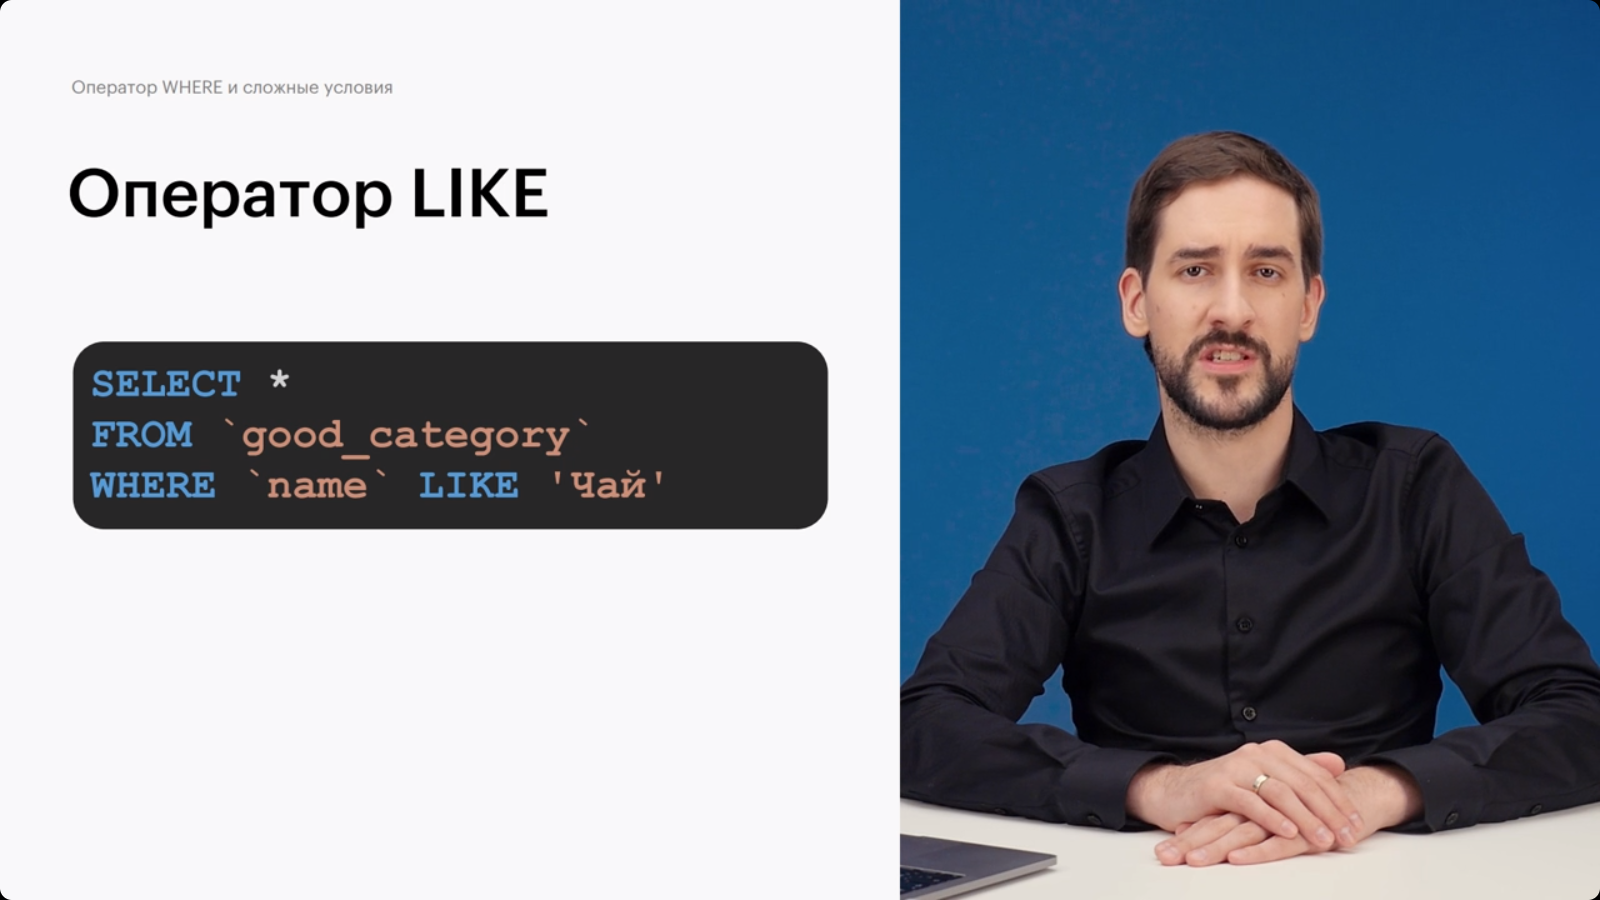 Оператор WHERE и сложные условия
Оператор LIKE
SELECT *
FROM `good_category`
WHERE `name` LIKE 'Чай'